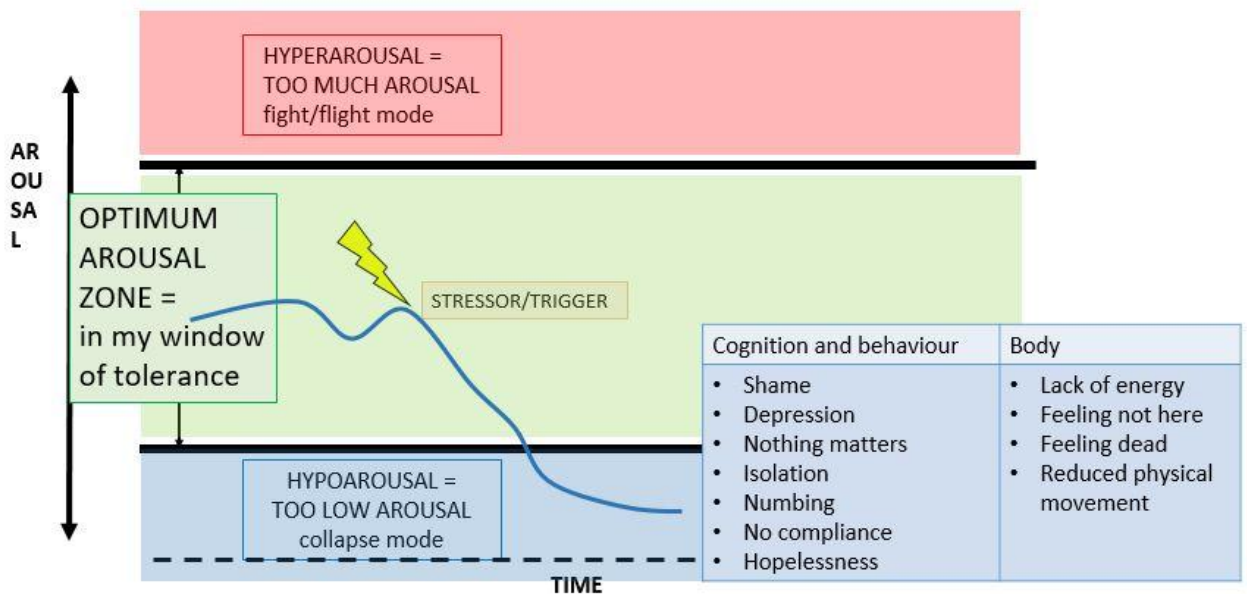 HYPERAROUSAL =
TOO MUCH AROUSAL
fight/flight mode
AR
OU
SA
L
OPTIMUM
AROUSAL
ZONE =
in my window
of tolerance
STRESSOR/TRIGGER
Cognition and behaviour
• Shame
• Depression
• Nothing matters
• Isolation
• Numbing
• No compliance
• Hopelessness
Body
• Lack of energy
• Feeling not here
• Feeling dead
• Reduced physical
movement
HYPOAROUSAL =
TOO LOW AROUSAL
collapse mode
TIME